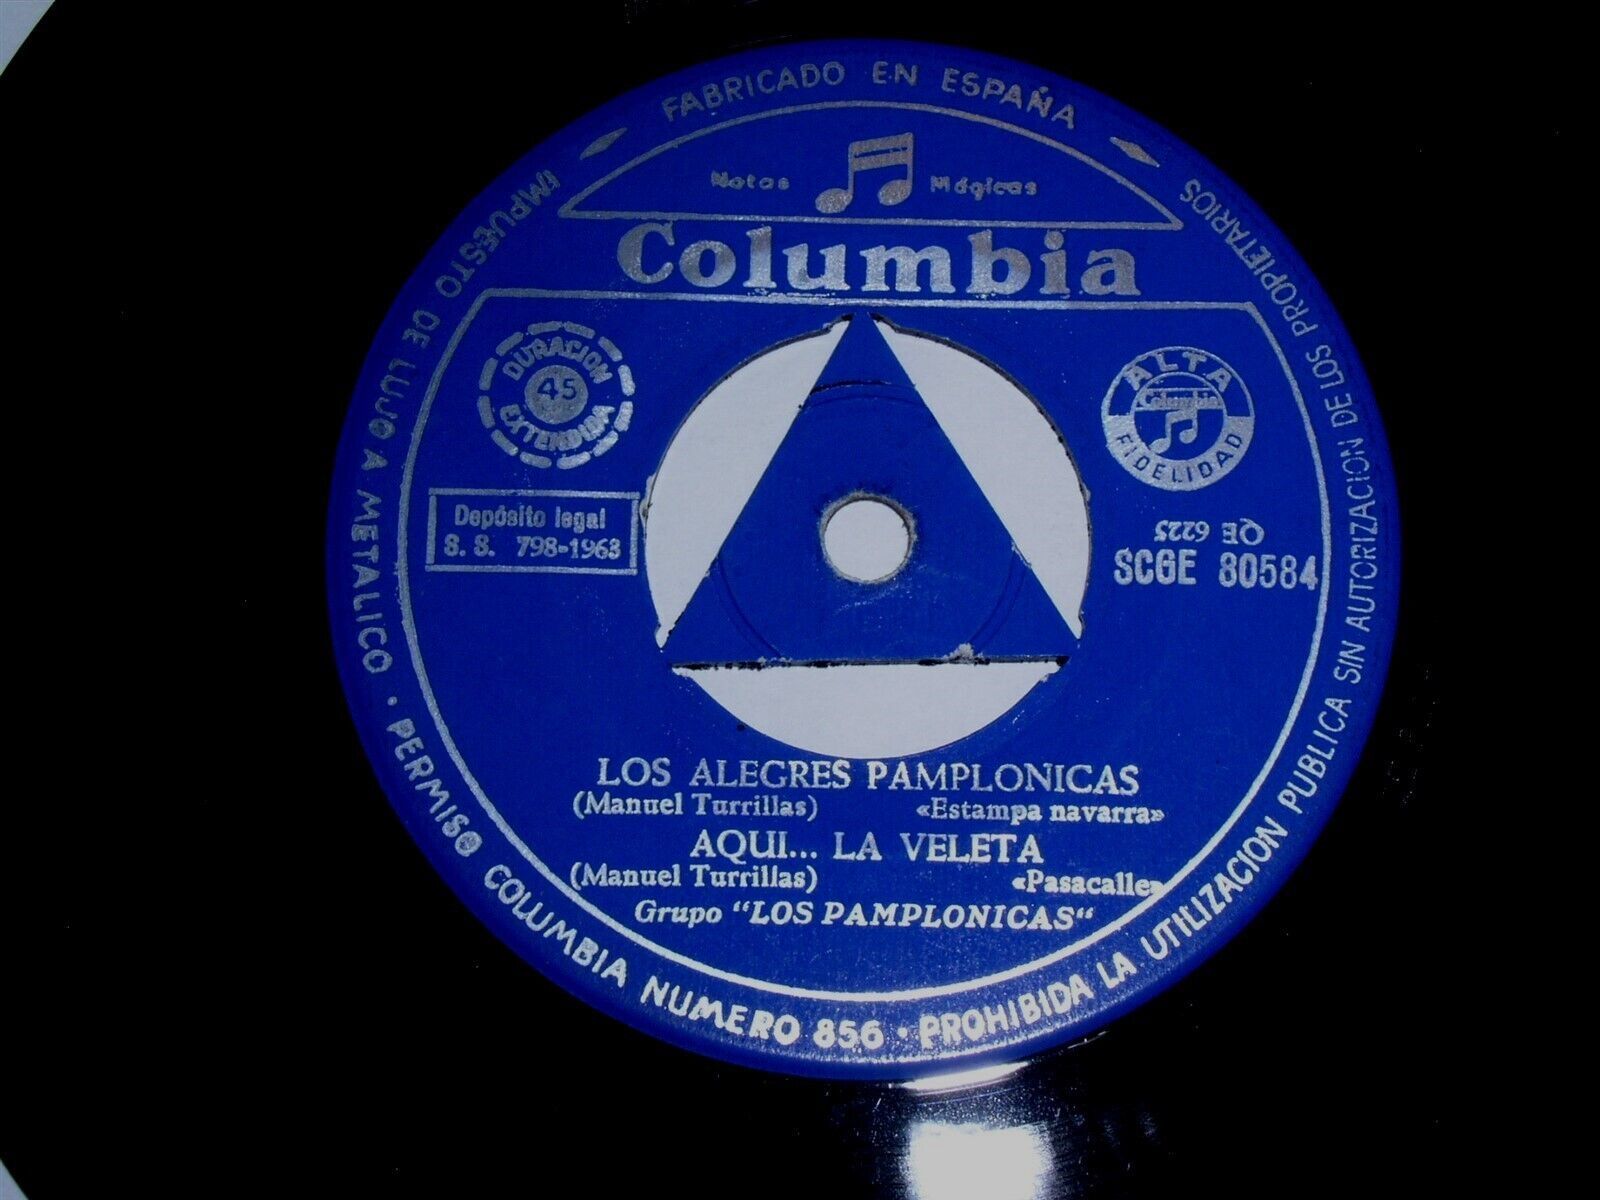 FABRICADO EN ESPAÑA
Notas Mágicas
Columbia
DURACION 45 EXTENDIDA
ALTA
Columbia
FIDELIDAD
Depósito legal
S. S. 798-1963
QE 6225
SCGE 80584
LOS ALEGRES PAMPLONICAS
(Manuel Turrillas) «Estampa navarra»
AQUI... LA VELETA
(Manuel Turrillas) «Pasacalle»
Grupo "LOS PAMPLONICAS"
IMPUESTO DE LUJO A METALICO · PERMISO COLUMBIA NUMERO 856 · PROHIBIDA LA UTILIZACION PUBLICA SIN AUTORIZACION DE LOS PROPIETARIOS